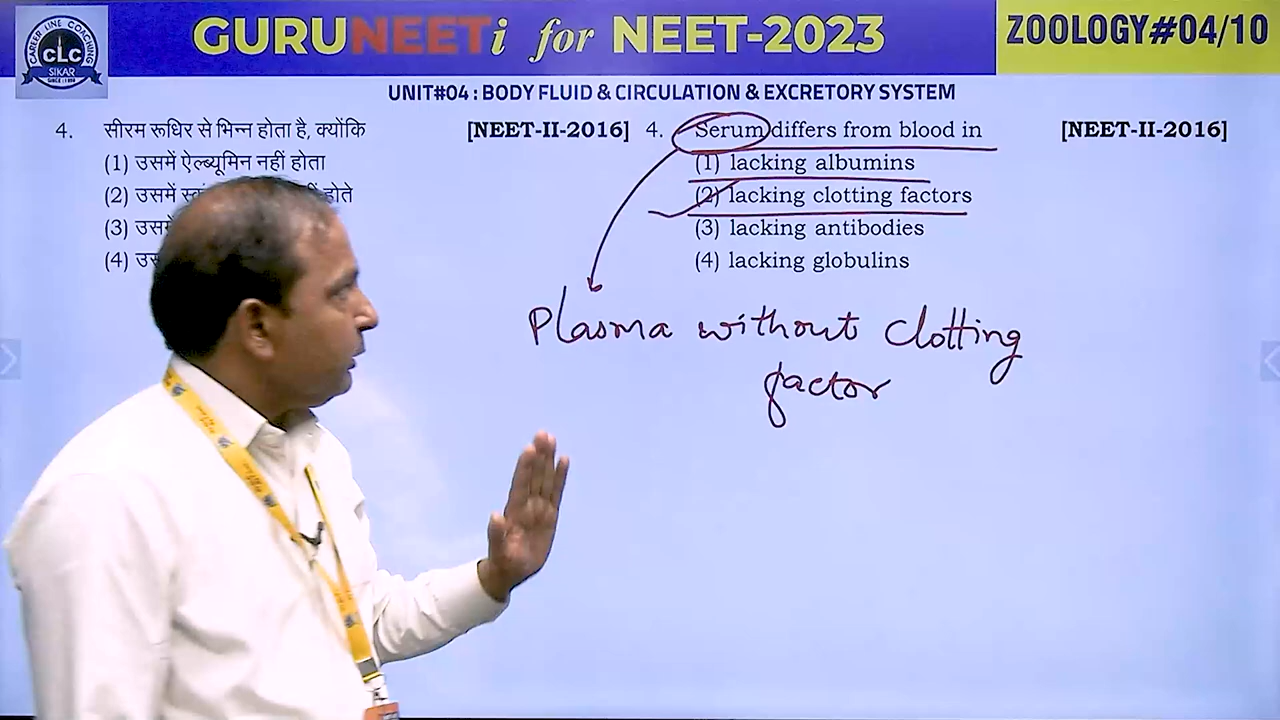 CAREER LINE COACHING
CLC
SIKAR
SINCE : 1996
GURUNEETi for NEET-2023
ZOOLOGY#04/10
UNIT#04 : BODY FLUID & CIRCULATION & EXCRETORY SYSTEM
4. सीरम रूधिर से भिन्न होता है, क्योंकि [NEET-II-2016]
(1) उसमें ऐल्ब्यूमिन नहीं होता
(2) उसमें होते
(3)
(4)
4. Serum differs from blood in [NEET-II-2016]
(1) lacking albumins
(2) lacking clotting factors
(3) lacking antibodies
(4) lacking globulins
Plasma without Clotting
factor